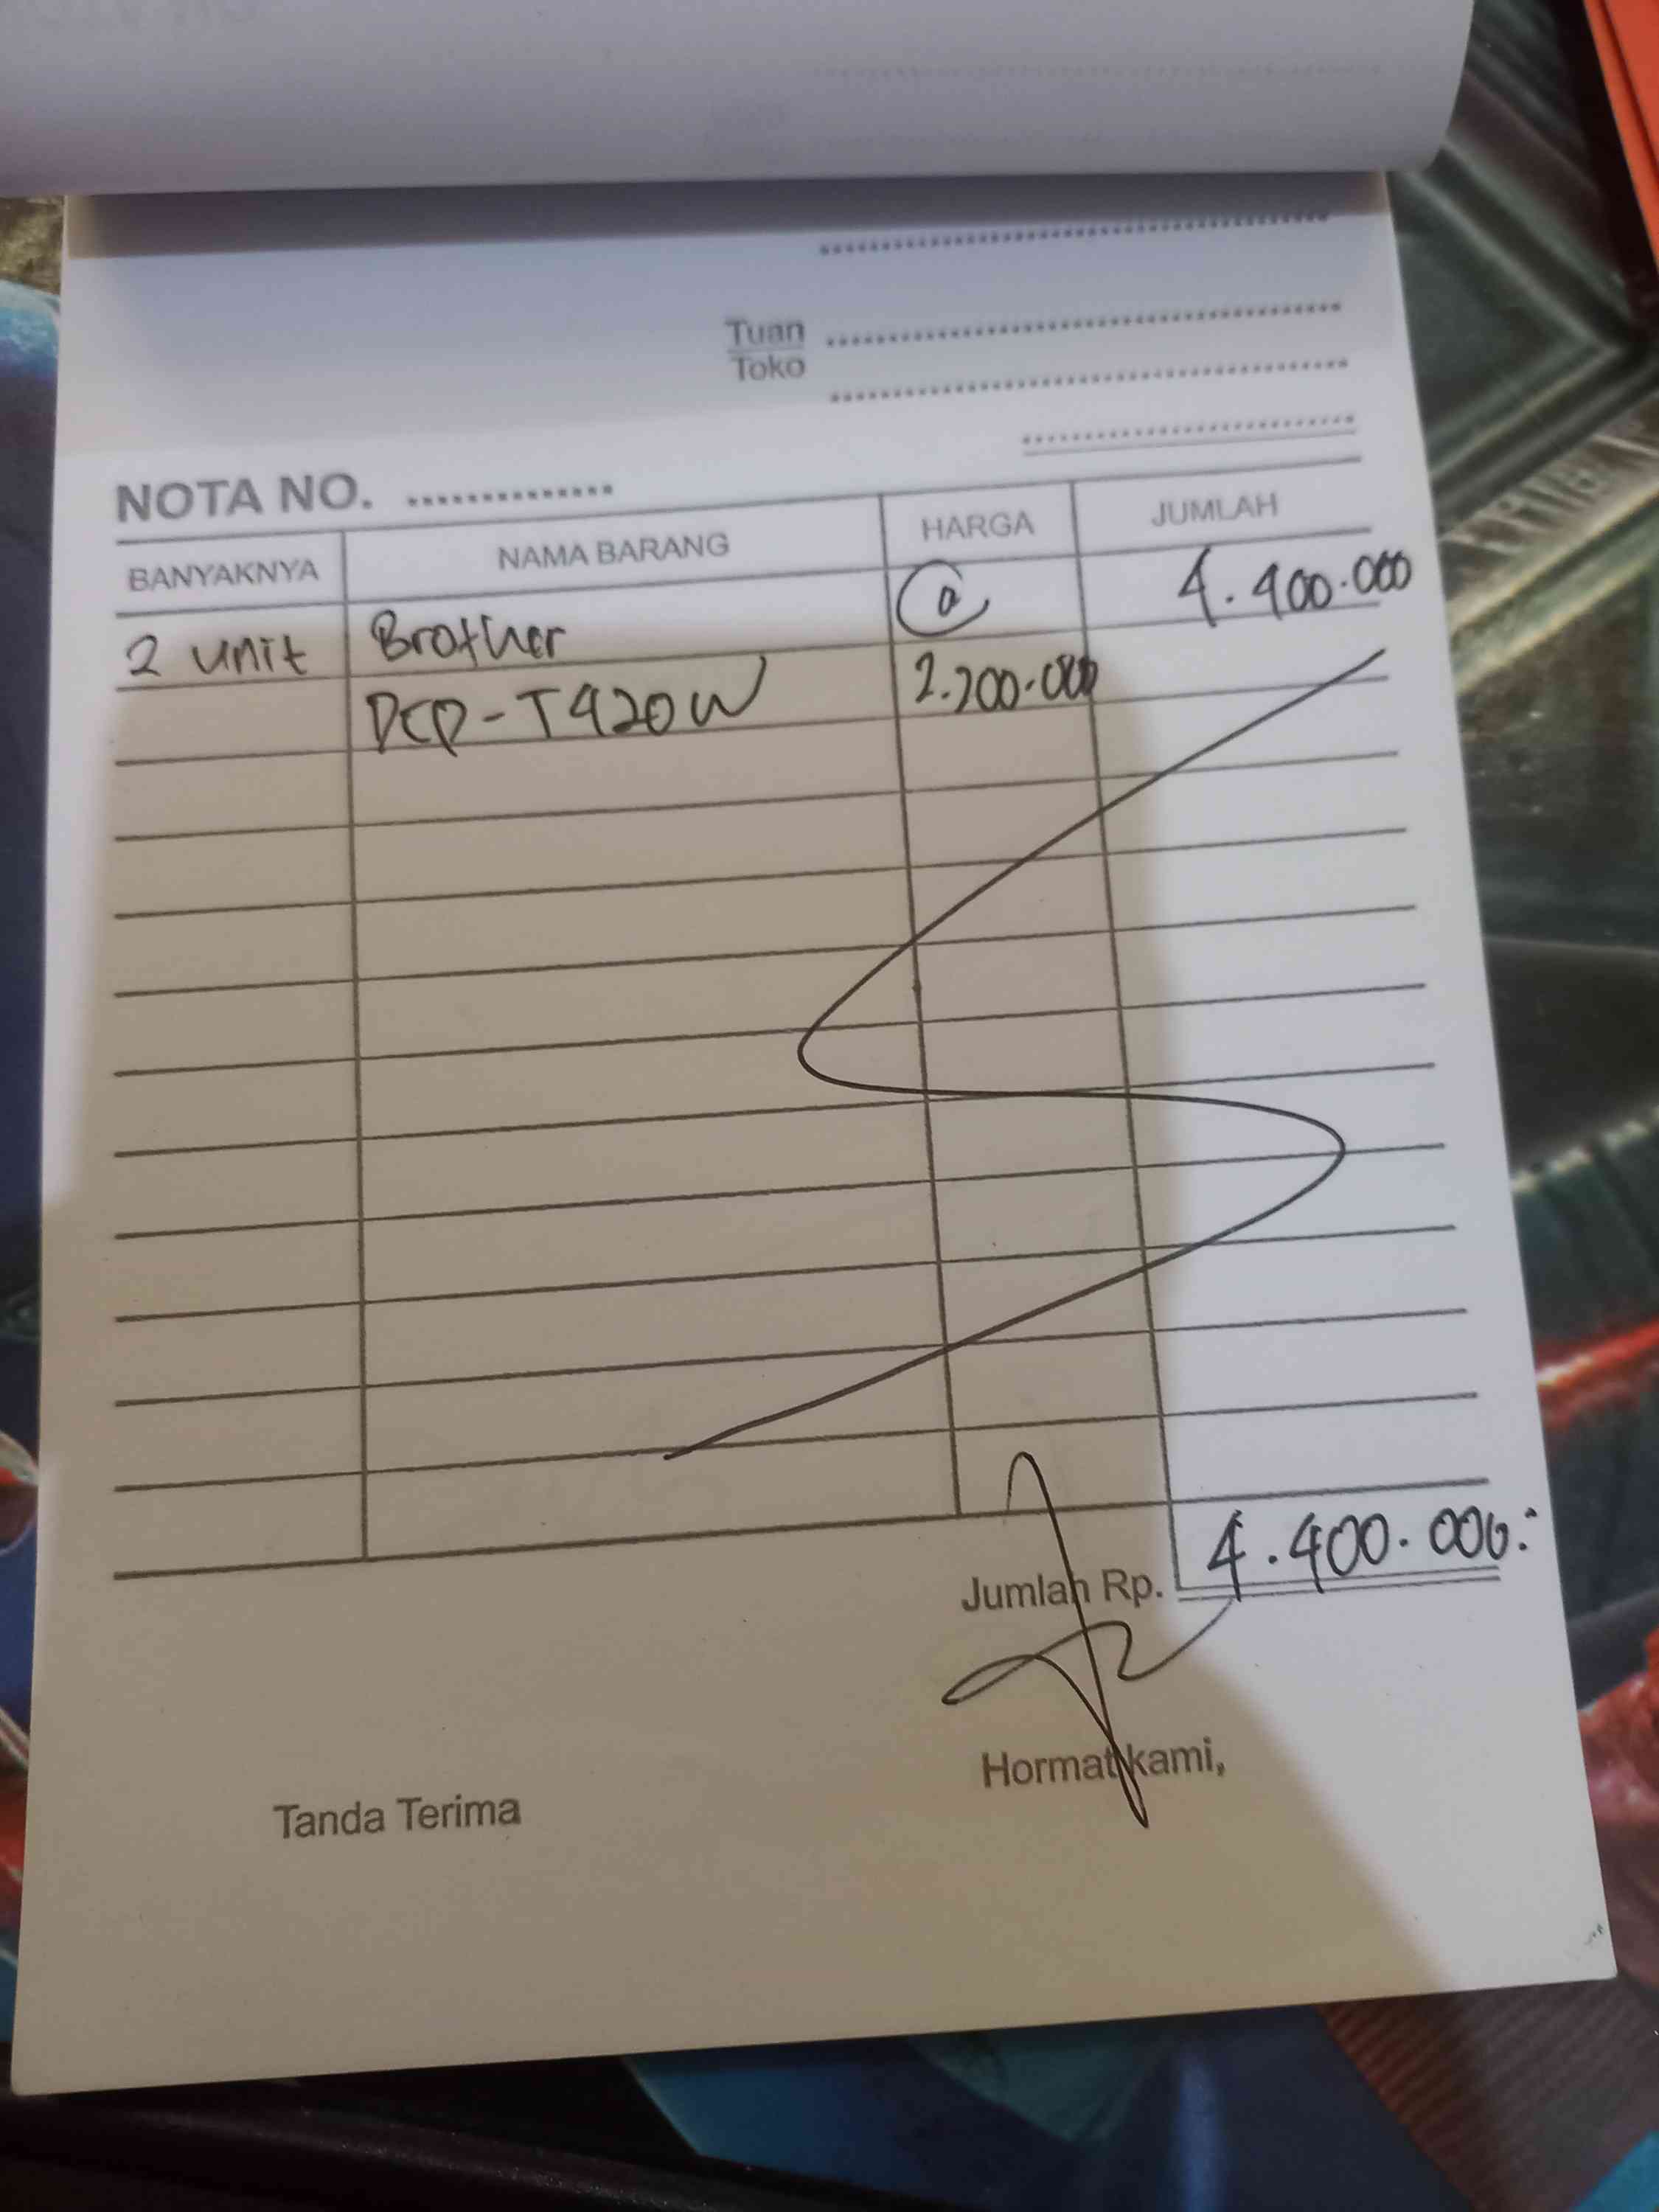 Tuan
Toko
NOTA NO. ..............
BANYAKNYA NAMA BARANG HARGA JUMLAH
2 unit Brother @ 4.400.000
DCP-T420W 2.200.000
Jumlah Rp. 4.400.000:-
Tanda Terima Hormat kami,